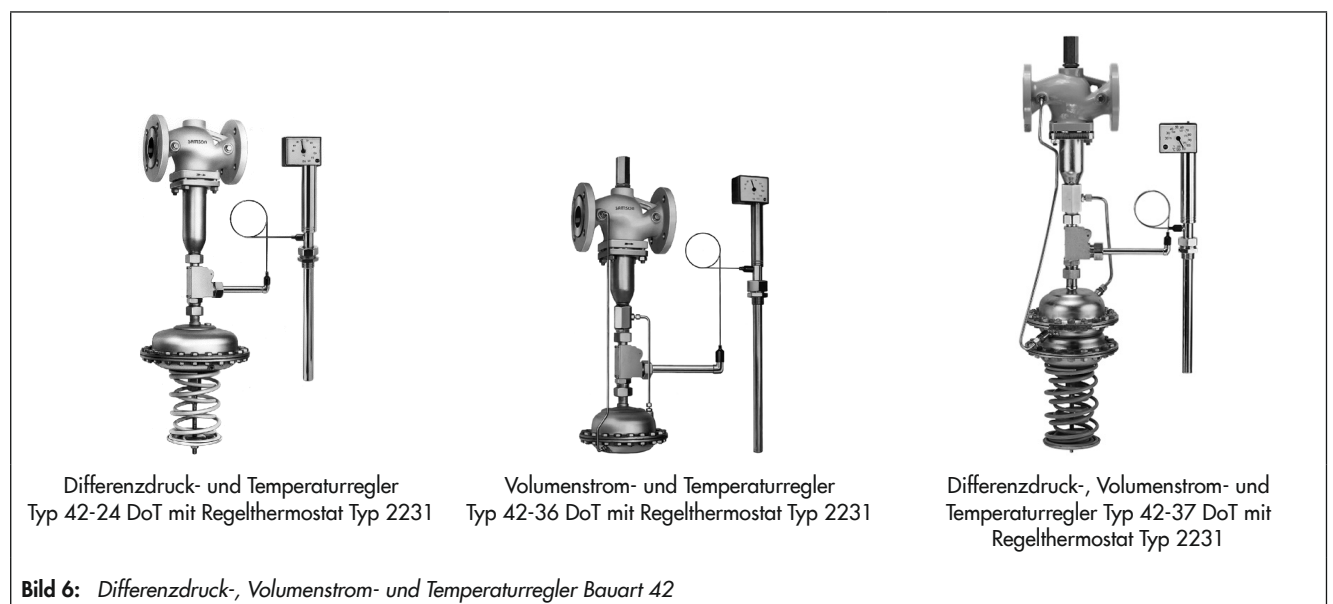 SAMSON
SAMSON
Differenzdruck- und Temperaturregler
Typ 42-24 DoT mit Regelthermostat Typ 2231
Volumenstrom- und Temperaturregler
Typ 42-36 DoT mit Regelthermostat Typ 2231
Differenzdruck-, Volumenstrom- und
Temperaturregler Typ 42-37 DoT mit
Regelthermostat Typ 2231
Bild 6: Differenzdruck-, Volumenstrom- und Temperaturregler Bauart 42